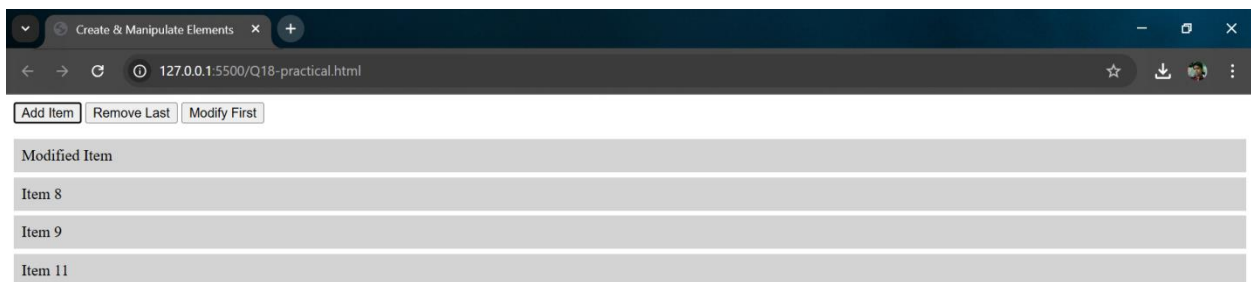 Create & Manipulate Elements
127.0.0.1:5500/Q18-practical.html
Add Item Remove Last Modify First
Modified Item
Item 8
Item 9
Item 11